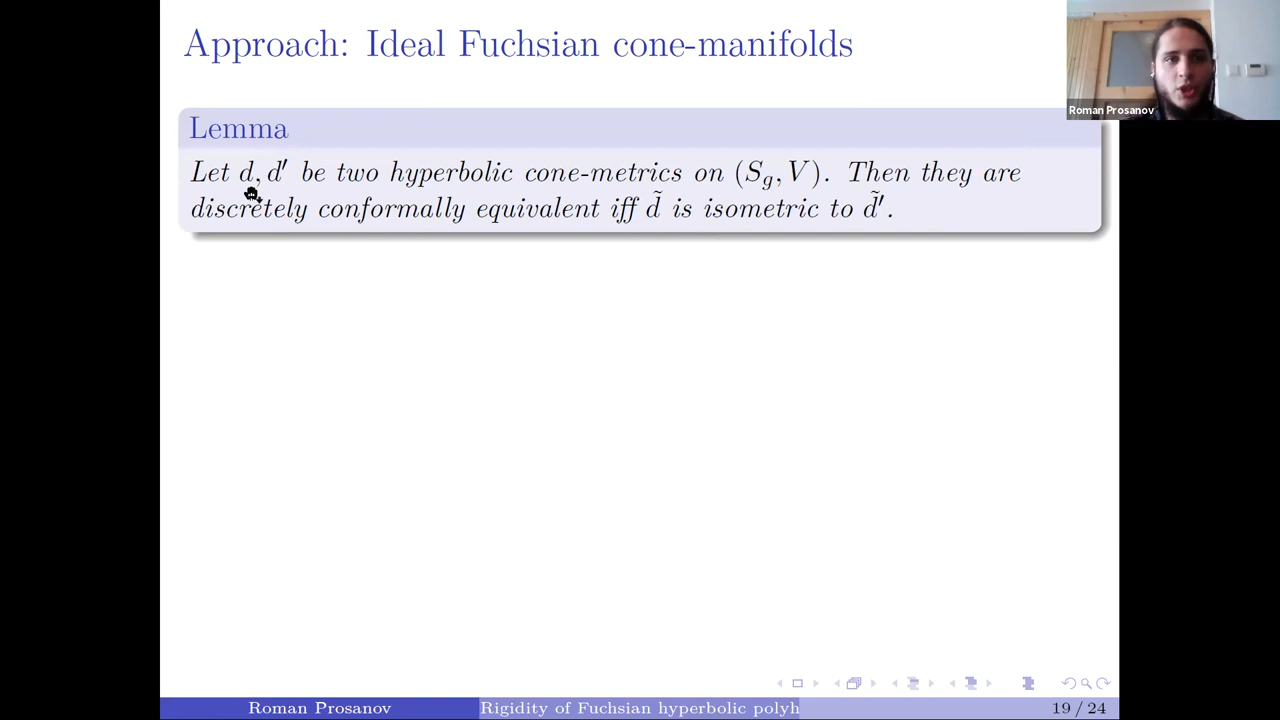 Approach: Ideal Fuchsian cone-manifolds
Roman Prosanov
Lemma
Let d, d′ be two hyperbolic cone-metrics on (S_g, V). Then they are
discretely conformally equivalent iff d̃ is isometric to d̃′.
Roman Prosanov
Rigidity of Fuchsian hyperbolic polyh
19 / 24